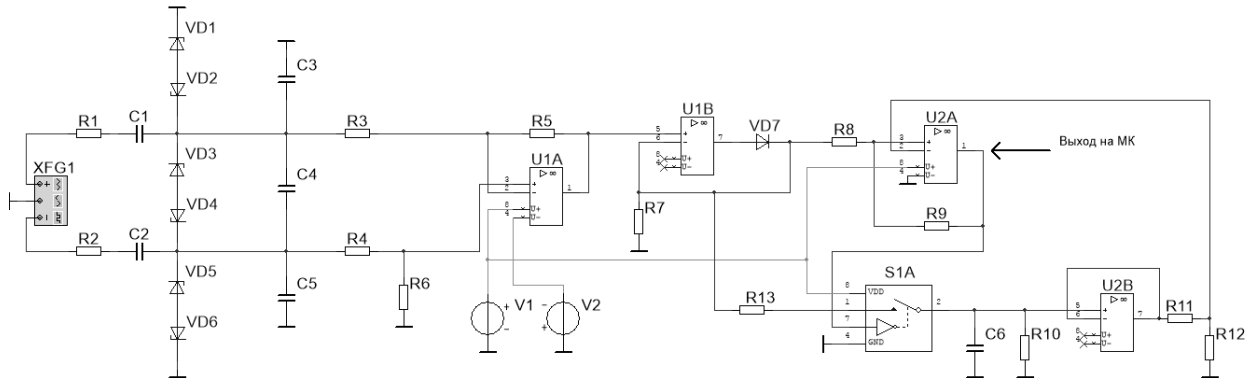 VD1
VD2
C3
R1
C1
R3
R5
U1B
VD7
R8
U2A
Выход на МК
XFG1
VD3
C4
U1A
VD4
R7
R9
R2
C2
R4
R6
VD5
C5
V1
V2
R13
S1A
VDD
GND
U2B
R11
VD6
C6
R10
R12